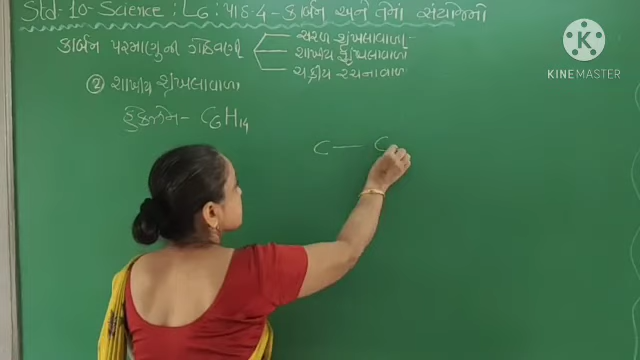 Std-10-Science : LG : પાઠ-4 - કાર્બન અને તેના સંયોજનો
કાર્બન પરમાણુની ગોઠવણી
સરળ શૃંખલાવાળા
શાખીય શૃંખલાવાળા
ચક્રીય રચનાવાળા
② શાખીય શૃંખલાવાળા
હેક્ઝેન - C6H14
C — C
K
KINEMASTER